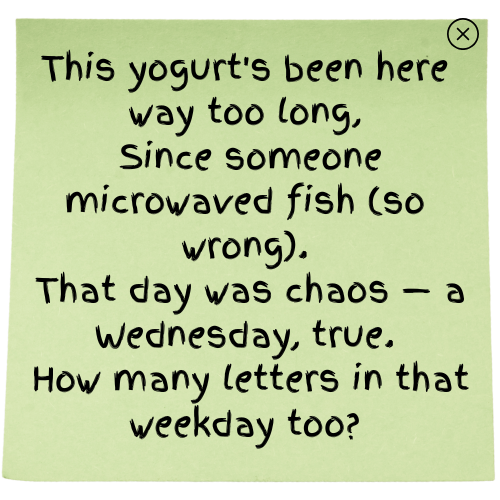 This yogurt's been here
way too long,
Since someone
microwaved fish (so
wrong).
That day was chaos — a
Wednesday, true.
How many letters in that
weekday too?